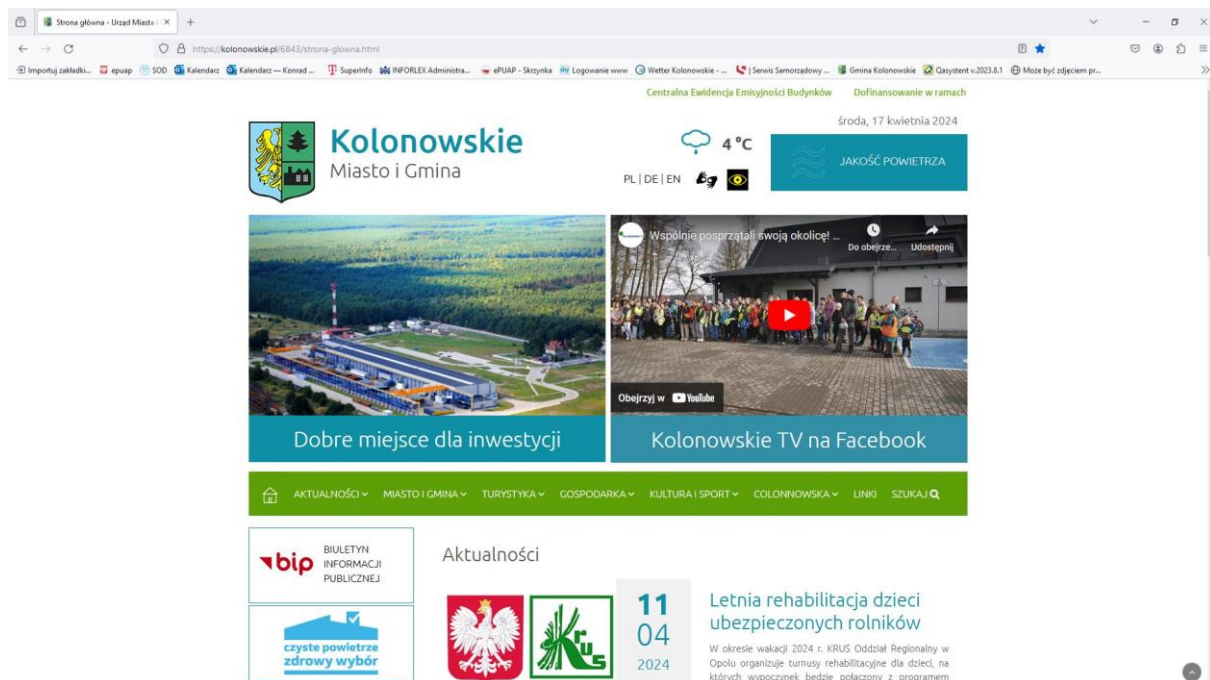 Strona główna - Urząd Miasta i
https://kolonowskie.pl/6843/strona-glowna.html
Importuj zakładki... epuap SOD Kalendarz Kalendarz — Konrad ... SuperInfo INFORLEX Administra... ePUAP - Skrzynka Logowanie www Wetter Kolonowskie - ... | Serwis Samorządowy ... Gmina Kolonowskie Qasystent v.2023.8.1 Może być zdjęciem pr...
Centralna Ewidencja Emisyjności Budynków Dofinansowanie w ramach
środa, 17 kwietnia 2024
Kolonowskie
Miasto i Gmina
4 °C
JAKOŚĆ POWIETRZA
PL | DE | EN
Wspólnie posprzątali swoją okolicę! ...
Do obejrze... Udostępnij
Obejrzyj w YouTube
Dobre miejsce dla inwestycji
Kolonowskie TV na Facebook
AKTUALNOŚCI MIASTO I GMINA TURYSTYKA GOSPODARKA KULTURA I SPORT COLONNOWSKA LINKI SZUKAJ
bip
BIULETYN
INFORMACJI
PUBLICZNEJ
czyste powietrze
zdrowy wybór
Aktualności
Krus
11
04
2024
Letnia rehabilitacja dzieci
ubezpieczonych rolników
W okresie wakacji 2024 r. KRUS Oddział Regionalny w
Opolu organizuje turnusy rehabilitacyjne dla dzieci, na
których wypoczynek będzie połączony z programem